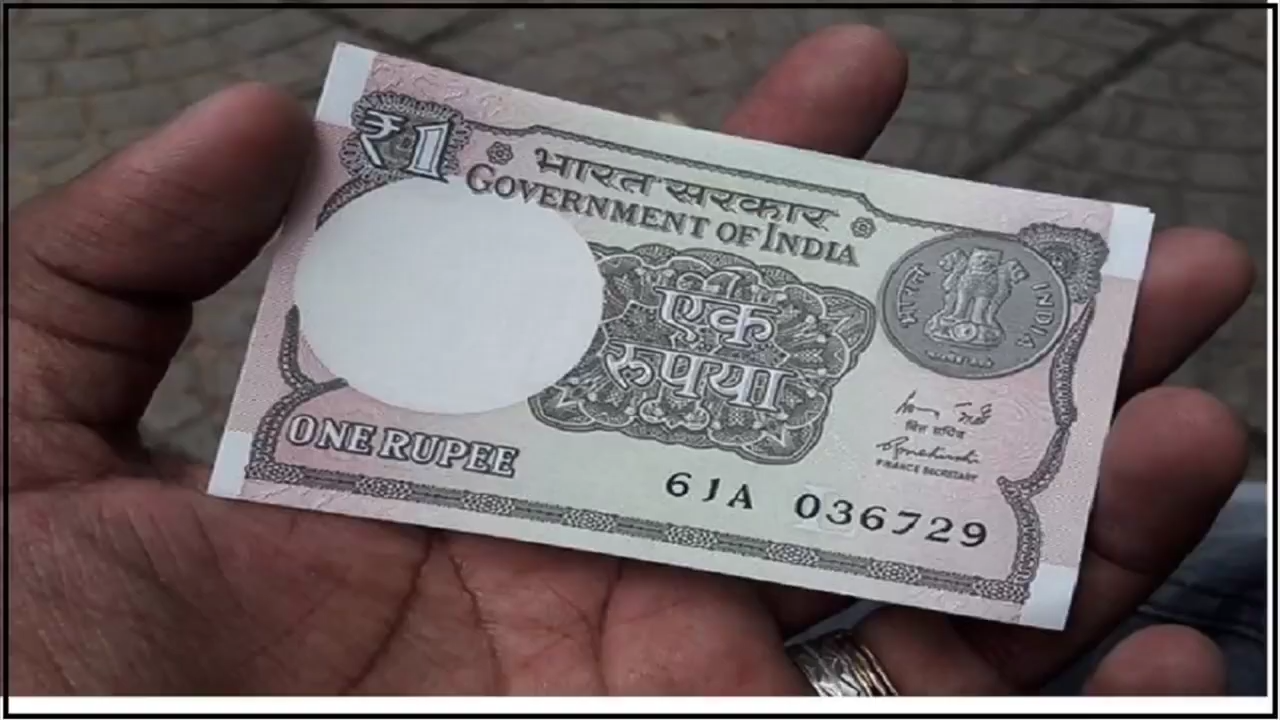 ₹1
भारत सरकार
GOVERNMENT OF INDIA
भारत
INDIA
एक
रुपया
वित्त सचिव
FINANCE SECRETARY
ONE RUPEE
6JA 036729